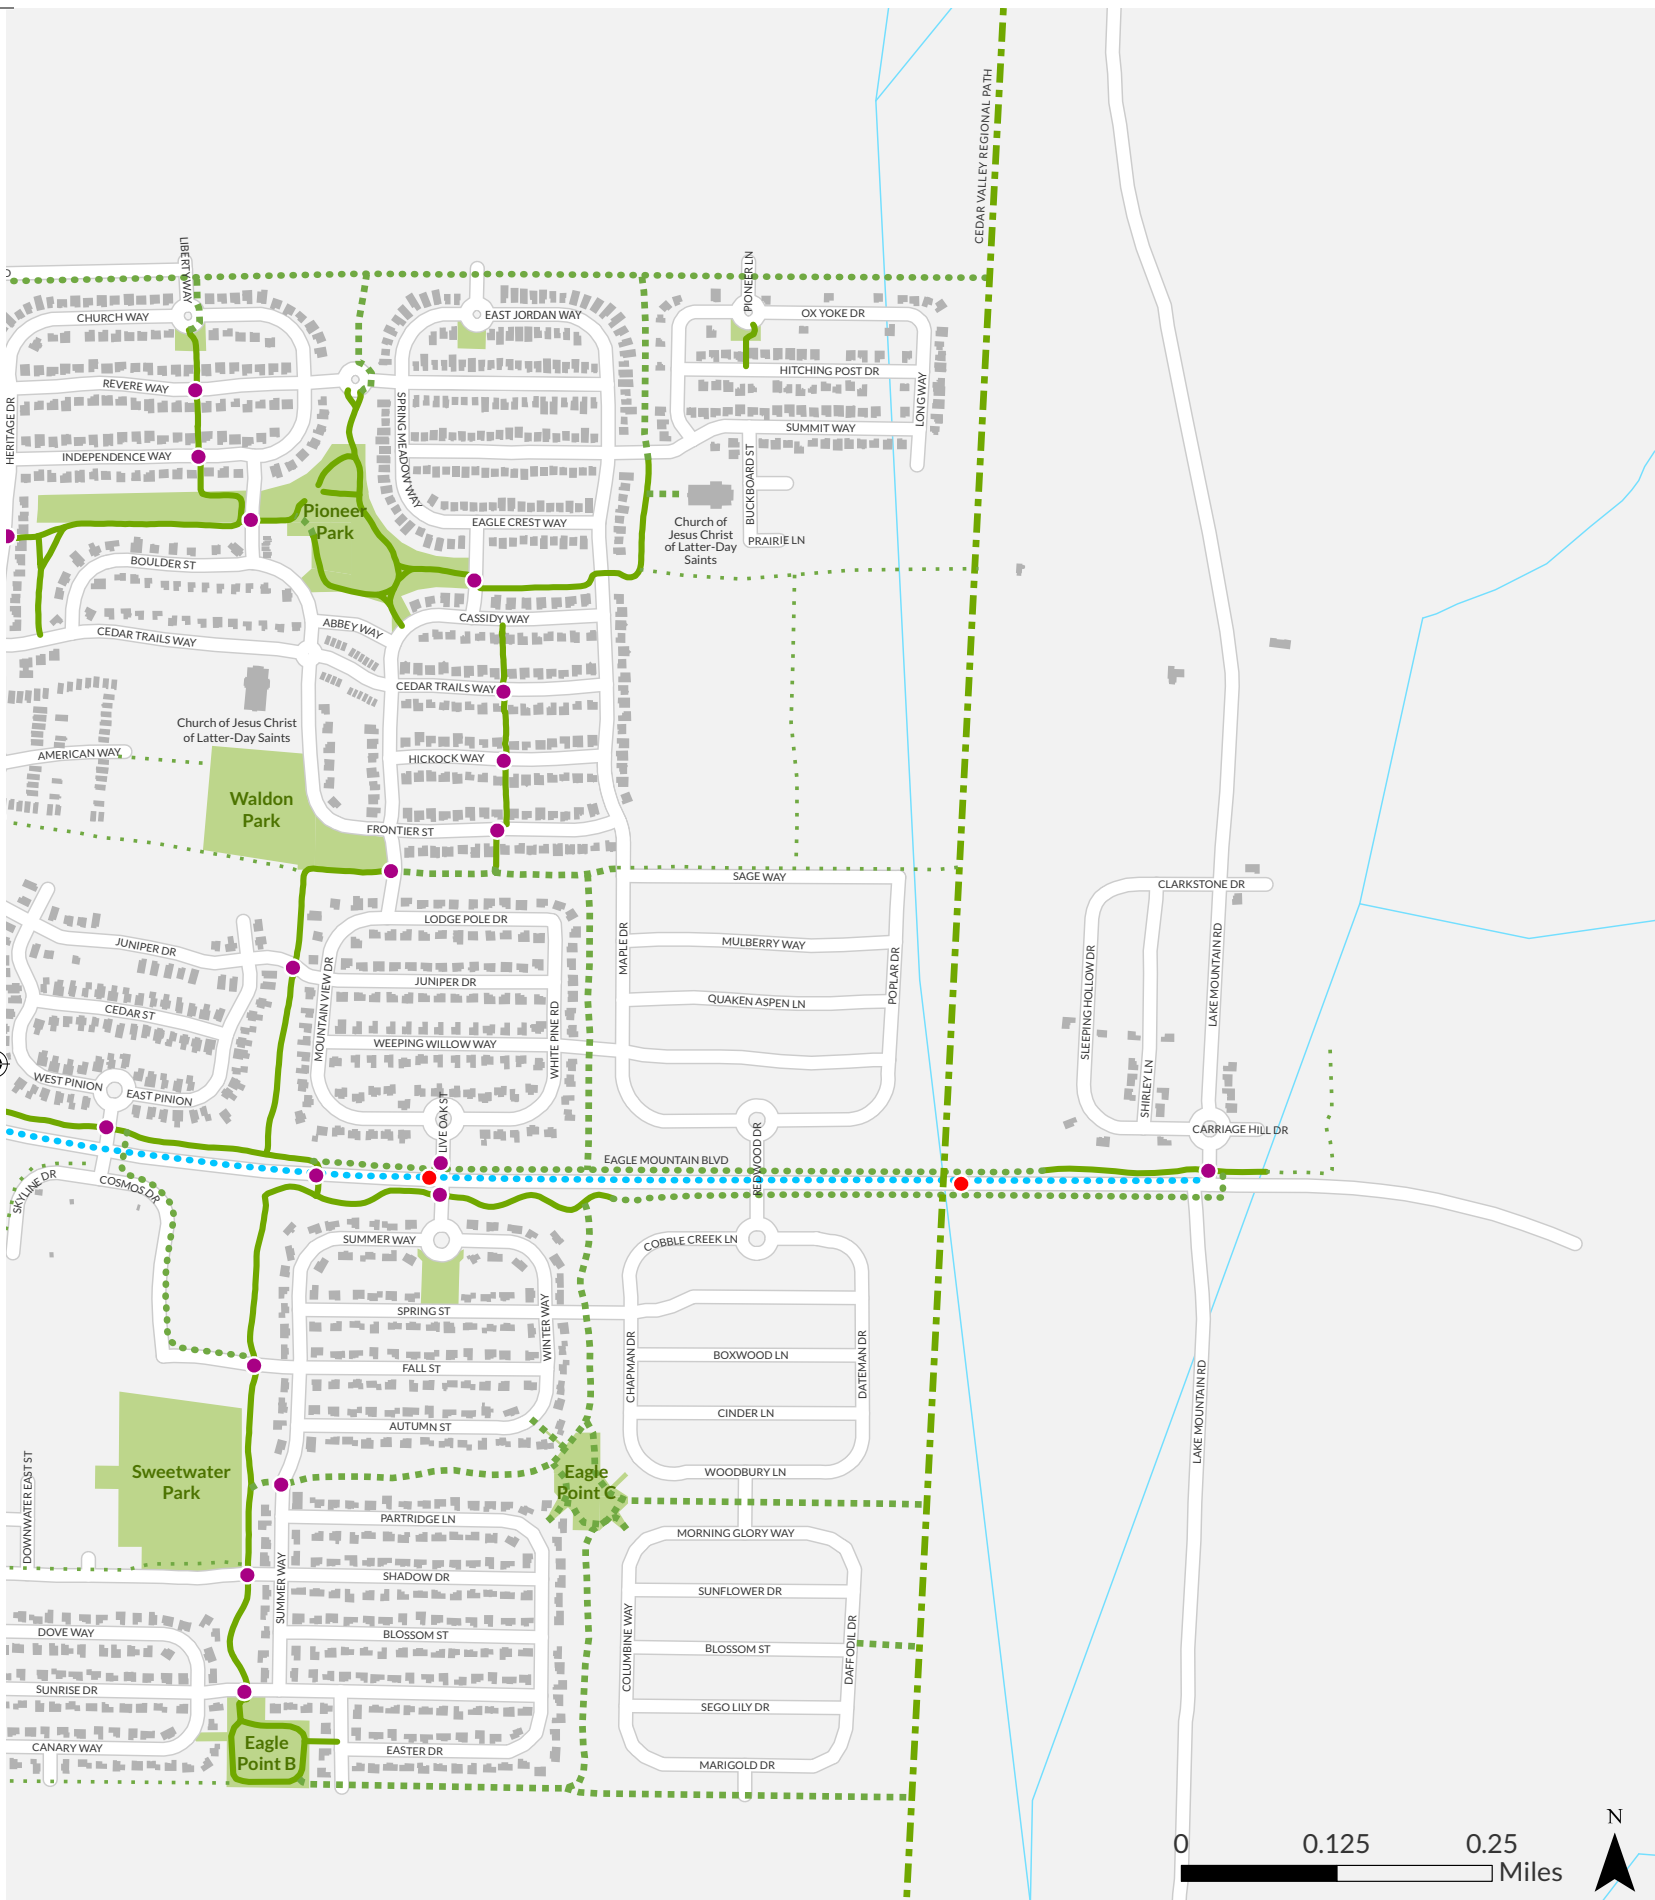 CEDAR VALLEY REGIONAL PATH
LIBERTY WAY
PIONEER LN
CHURCH WAY
EAST JORDAN WAY
OX YOKE DR
REVERE WAY
HITCHING POST DR
HERITAGE DR
SPRING MEADOW WAY
LONG WAY
SUMMIT WAY
INDEPENDENCE WAY
BUCKBOARD ST
Pioneer
Park
EAGLE CREST WAY
Church of
Jesus Christ
of Latter-Day
Saints
PRAIRIE LN
BOULDER ST
ABBEY WAY
CASSIDY WAY
CEDAR TRAILS WAY
CEDAR TRAILS WAY
Church of Jesus Christ
of Latter-Day Saints
AMERICAN WAY
HICKOCK WAY
Waldon
Park
FRONTIER ST
SAGE WAY
CLARKSTONE DR
LODGE POLE DR
JUNIPER DR
MAPLE DR
MULBERRY WAY
POPLAR DR
LAKE MOUNTAIN RD
SLEEPING HOLLOW DR
JUNIPER DR
MOUNTAIN VIEW DR
QUAKEN ASPEN LN
CEDAR ST
WHITE PINE RD
WEEPING WILLOW WAY
WEST PINION
EAST PINION
SHIRLEY LN
LIVE OAK ST
CARRIAGE HILL DR
EAGLE MOUNTAIN BLVD
REDWOOD DR
SKYLINE DR
COSMOS DR
SUMMER WAY
COBBLE CREEK LN
SPRING ST
WINTER WAY
CHAPMAN DR
BOXWOOD LN
DATEMAN DR
FALL ST
LAKE MOUNTAIN RD
CINDER LN
AUTUMN ST
Sweetwater
Park
Eagle
Point C
WOODBURY LN
DOWNWATER EAST ST
PARTRIDGE LN
MORNING GLORY WAY
SHADOW DR
SUMMER WAY
SUNFLOWER DR
DOVE WAY
BLOSSOM ST
COLUMBINE WAY
BLOSSOM ST
DAFFODIL DR
SUNRISE DR
SEGO LILY DR
CANARY WAY
Eagle
Point B
EASTER DR
MARIGOLD DR
N
0 0.125 0.25
Miles